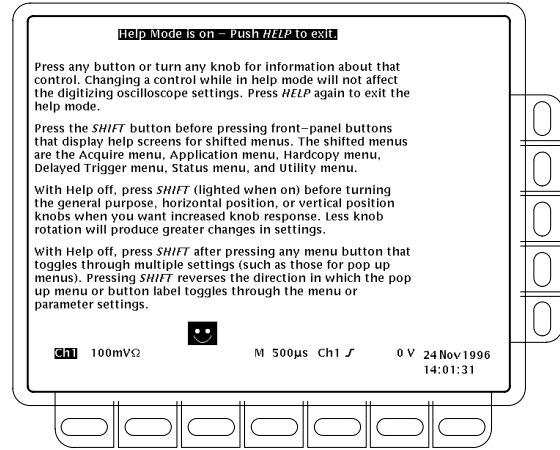 Help Mode is on – Push HELP to exit.
Press any button or turn any knob for information about that
control. Changing a control while in help mode will not affect
the digitizing oscilloscope settings. Press HELP again to exit the
help mode.
Press the SHIFT button before pressing front–panel buttons
that display help screens for shifted menus. The shifted menus
are the Acquire menu, Application menu, Hardcopy menu,
Delayed Trigger menu, Status menu, and Utility menu.
With Help off, press SHIFT (lighted when on) before turning
the general purpose, horizontal position, or vertical position
knobs when you want increased knob response. Less knob
rotation will produce greater changes in settings.
With Help off, press SHIFT after pressing any menu button that
toggles through multiple settings (such as those for pop up
menus). Pressing SHIFT reverses the direction in which the pop
up menu or button label toggles through the menu or
parameter settings.
Ch1 100mVΩ M 500µs Ch1 ∫ 0 V 24 Nov 1996
14:01:31